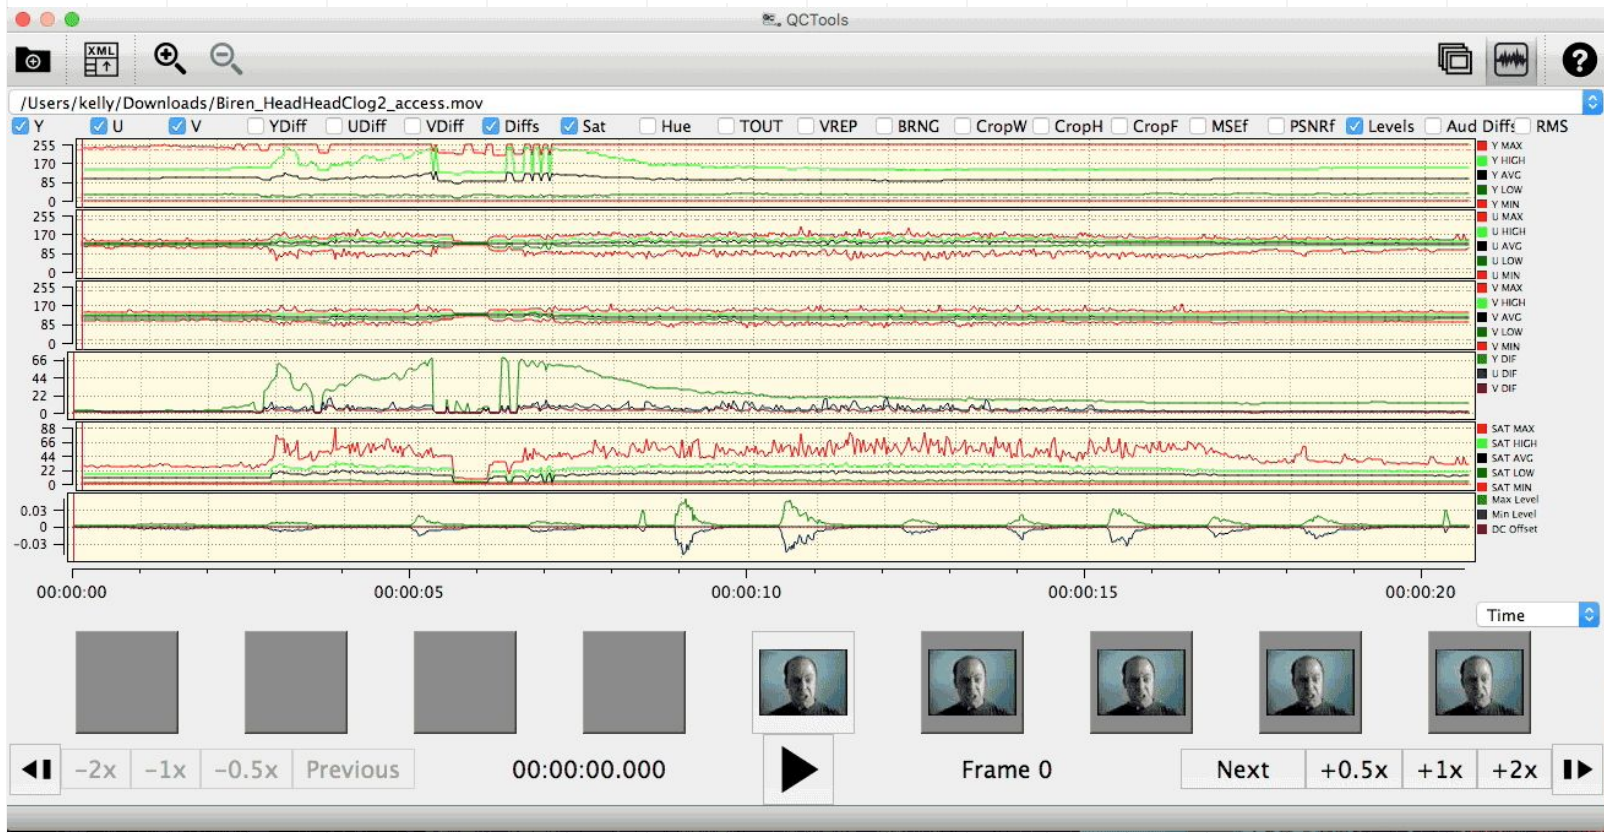 QCTools
XML
/Users/kelly/Downloads/Biren_HeadHeadClog2_access.mov
Y U V YDiff UDiff VDiff Diffs Sat Hue TOUT VREP BRNG CropW CropH CropF MSEf PSNRf Levels Aud Diffs RMS
255
170
85
0
Y MAX
Y HIGH
Y AVG
Y LOW
Y MIN
255
170
85
0
U MAX
U HIGH
U AVG
U LOW
U MIN
255
170
85
0
V MAX
V HIGH
V AVG
V LOW
V MIN
66
44
22
0
Y DIF
U DIF
V DIF
88
66
44
22
0
SAT MAX
SAT HIGH
SAT AVG
SAT LOW
SAT MIN
0.03
0
-0.03
Max Level
Min Level
DC Offset
00:00:00 00:00:05 00:00:10 00:00:15 00:00:20
Time
-2x -1x -0.5x Previous 00:00:00.000 Frame 0 Next +0.5x +1x +2x